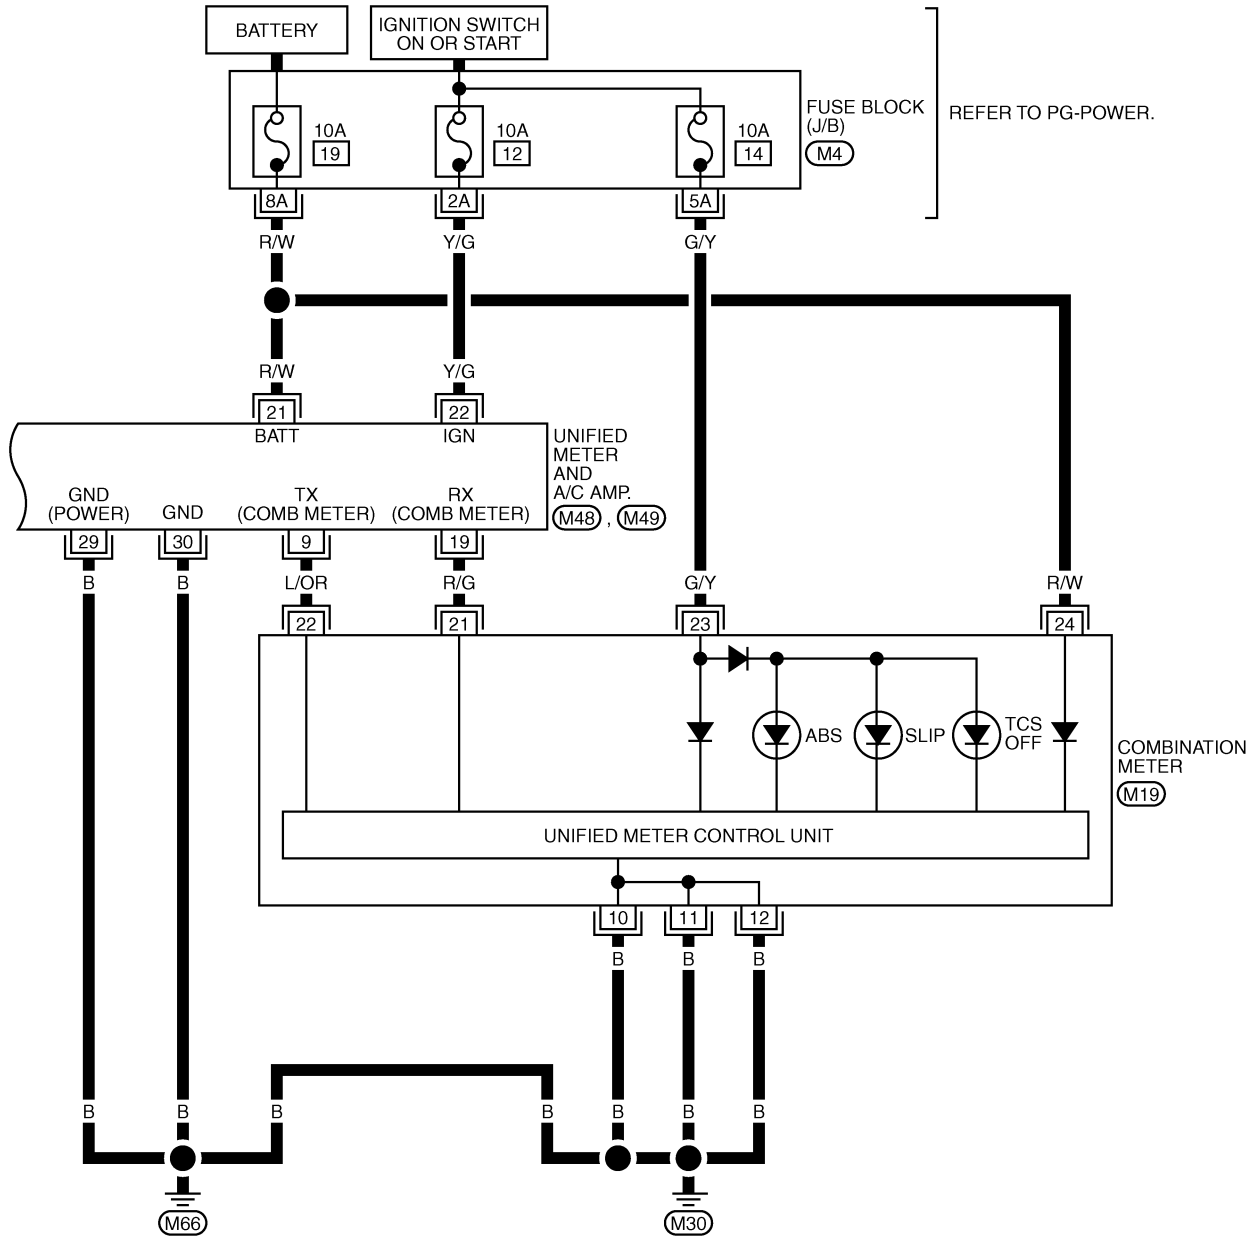 BATTERY
IGNITION SWITCH
ON OR START
FUSE BLOCK
(J/B)
M4
REFER TO PG-POWER.
10A
19
10A
12
10A
14
8A
2A
5A
R/W
Y/G
G/Y
R/W
Y/G
21
22
BATT
IGN
UNIFIED
METER
AND
A/C AMP.
M48 , M49
GND
(POWER)
GND
TX
(COMB METER)
RX
(COMB METER)
29
30
9
19
B
B
L/OR
R/G
G/Y
R/W
22
21
23
24
ABS
SLIP
TCS
OFF
COMBINATION
METER
M19
UNIFIED METER CONTROL UNIT
10
11
12
B
B
B
B
B
B
B
B
B
B
M66
M30